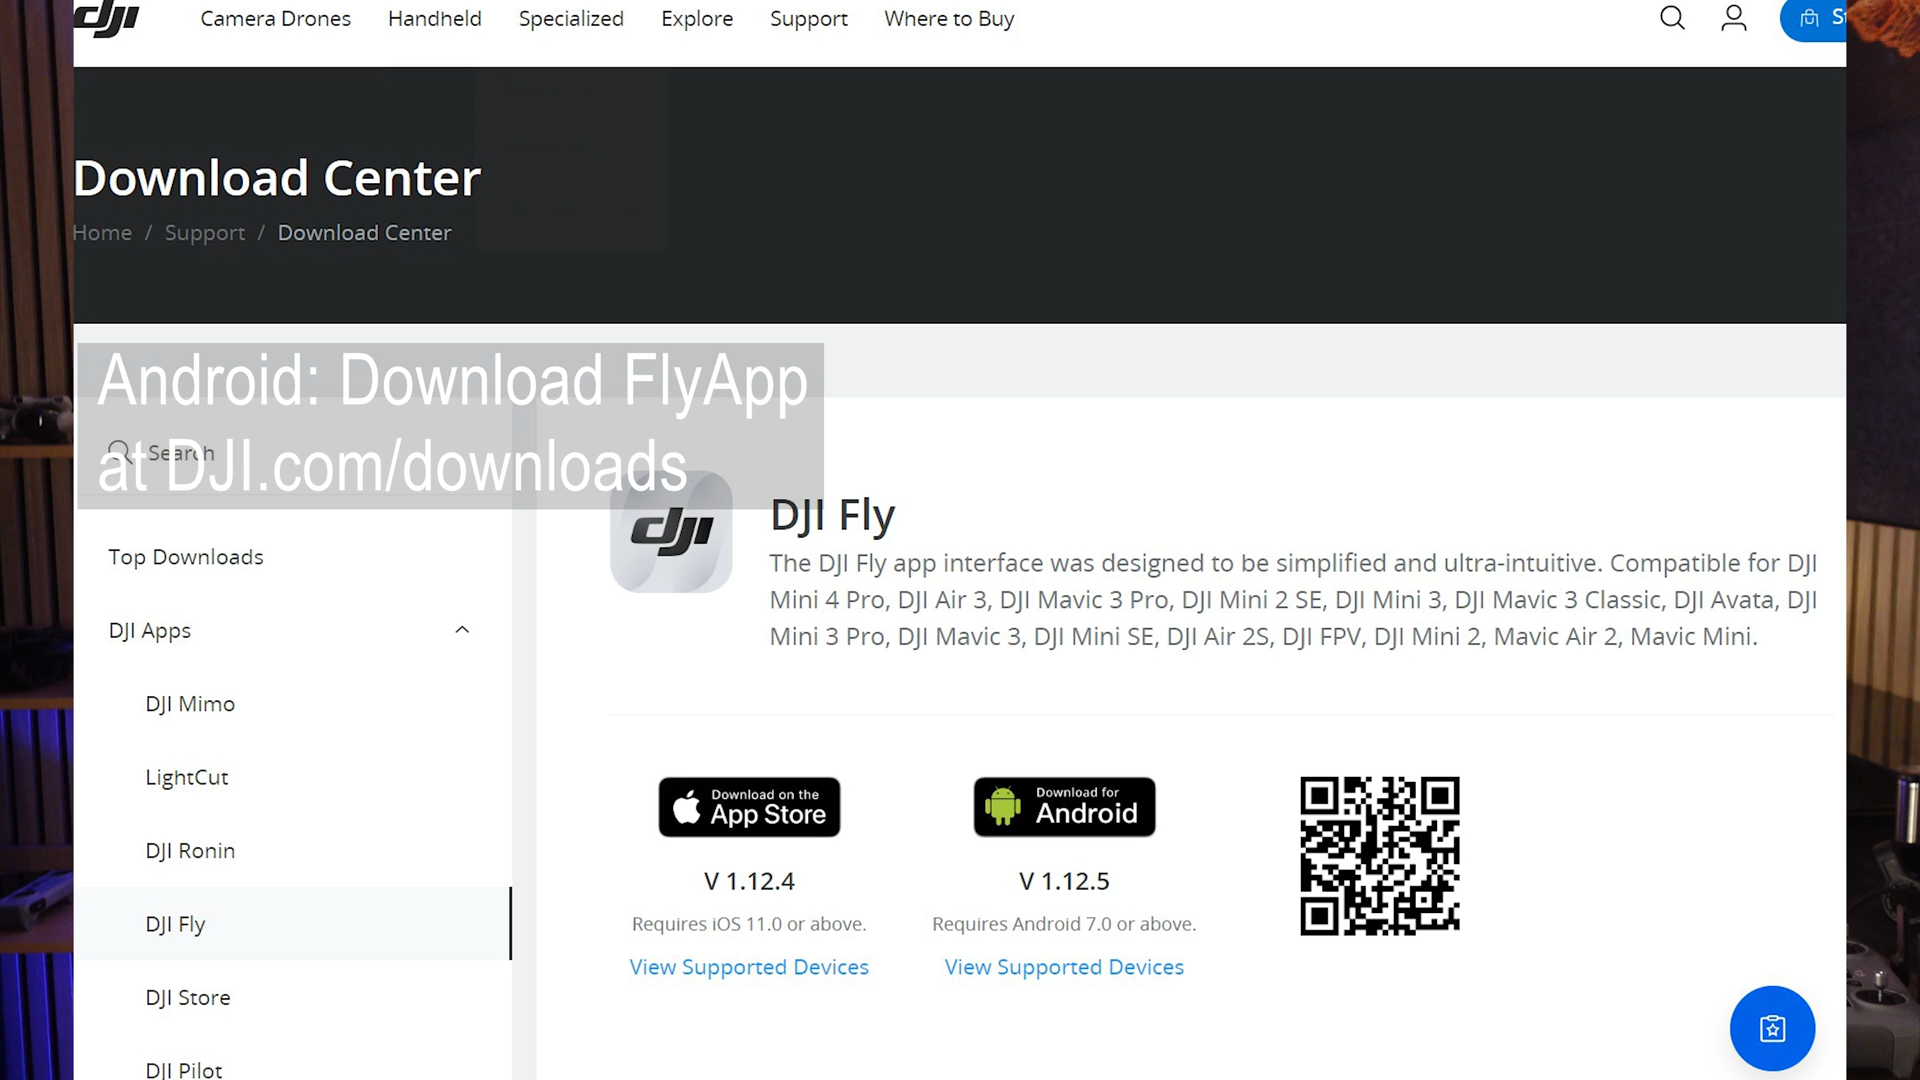 dji
Camera Drones Handheld Specialized Explore Support Where to Buy
Download Center
Home / Support / Download Center
Android: Download FlyApp
at DJI.com/downloads
Search
Top Downloads
DJI Apps
DJI Mimo
LightCut
DJI Ronin
DJI Fly
DJI Store
DJI Pilot
dji
DJI Fly
The DJI Fly app interface was designed to be simplified and ultra-intuitive. Compatible for DJI
Mini 4 Pro, DJI Air 3, DJI Mavic 3 Pro, DJI Mini 2 SE, DJI Mini 3, DJI Mavic 3 Classic, DJI Avata, DJI
Mini 3 Pro, DJI Mavic 3, DJI Mini SE, DJI Air 2S, DJI FPV, DJI Mini 2, Mavic Air 2, Mavic Mini.
Download on the
App Store
V 1.12.4
Requires iOS 11.0 or above.
View Supported Devices
Download for
Android
V 1.12.5
Requires Android 7.0 or above.
View Supported Devices